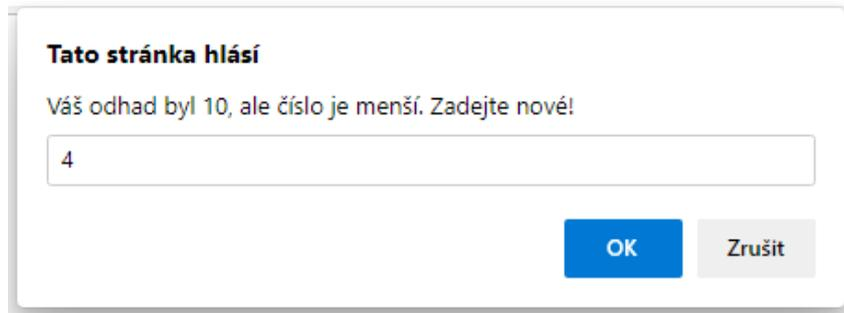 Tato stránka hlásí
Váš odhad byl 10, ale číslo je menší. Zadejte nové!
4
OK Zrušit